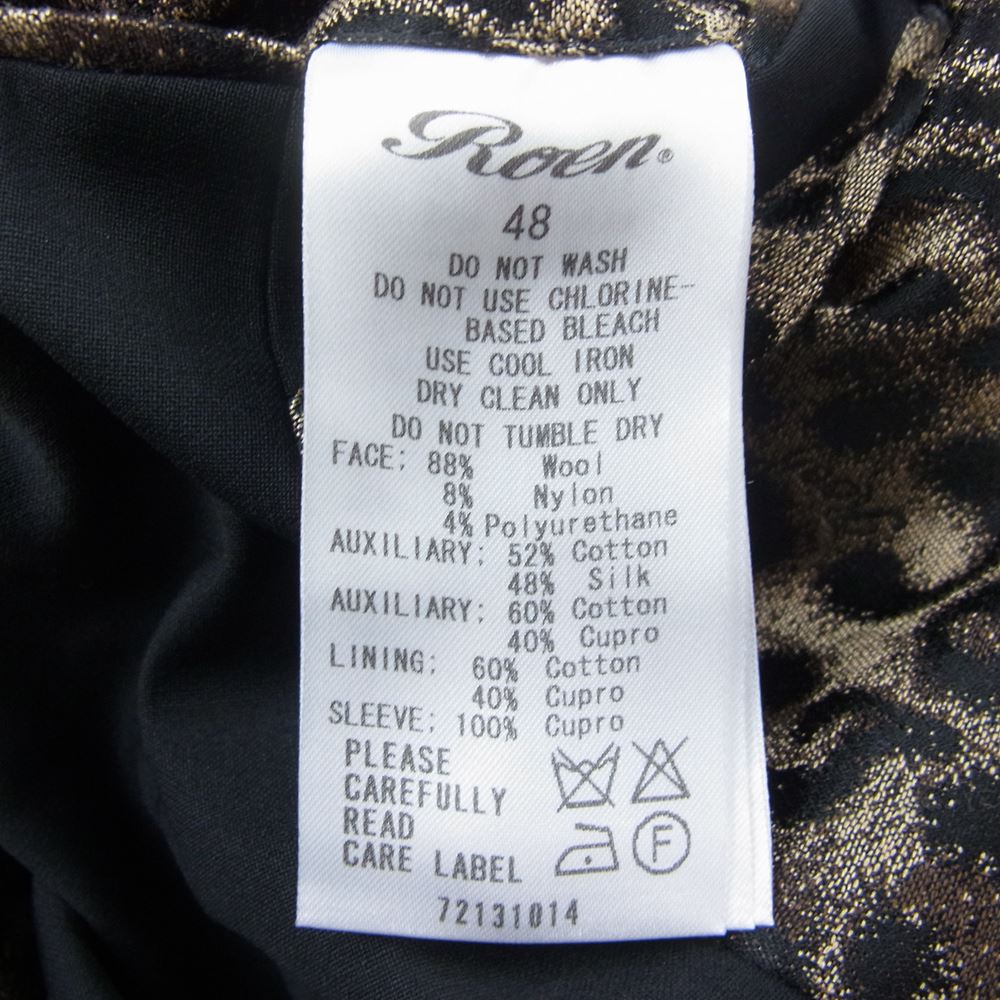 Roen®
48
DO NOT WASH
DO NOT USE CHLORINE-
BASED BLEACH
USE COOL IRON
DRY CLEAN ONLY
DO NOT TUMBLE DRY
FACE; 88% Wool
8% Nylon
4% Polyurethane
AUXILIARY; 52% Cotton
48% Silk
AUXILIARY; 60% Cotton
40% Cupro
LINING; 60% Cotton
40% Cupro
SLEEVE; 100% Cupro
PLEASE
CAREFULLY
READ
CARE LABEL
F
72131014